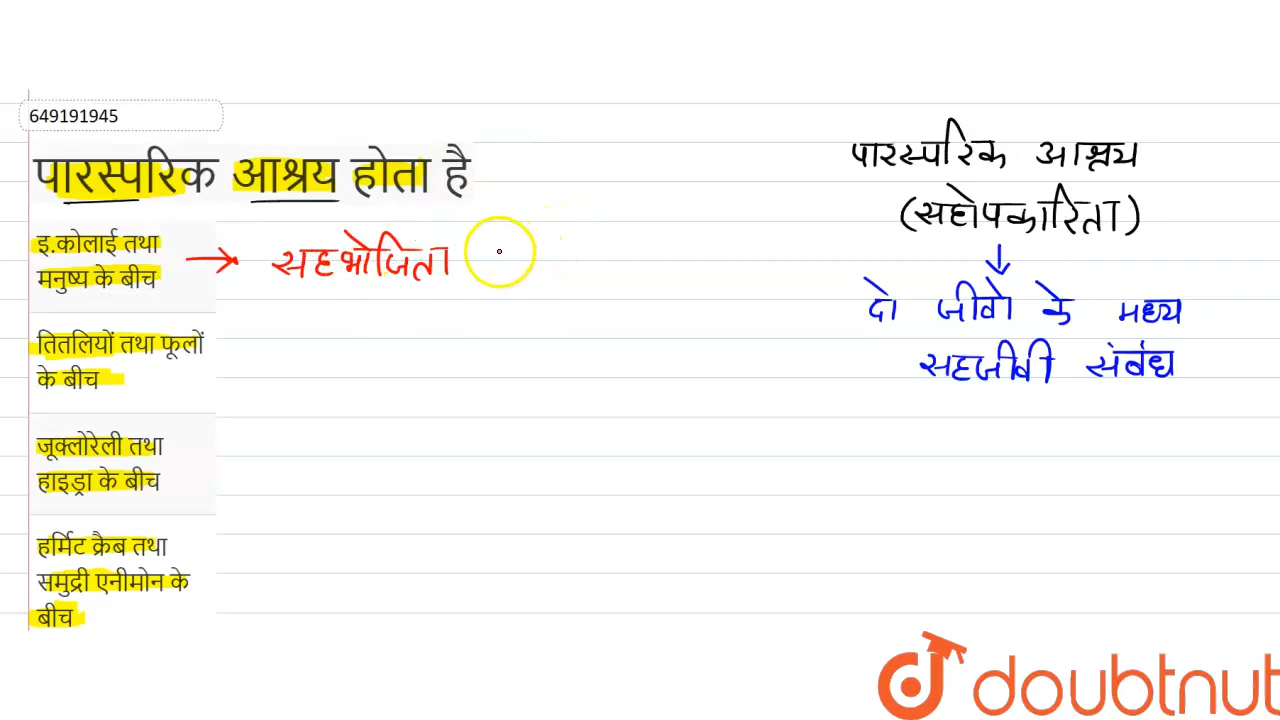 649191945
पारस्परिक आश्रय होता है
इ.कोलाई तथा
मनुष्य के बीच
→ सहभोजिता
तितलियों तथा फूलों
के बीच
जूक्लोरेली तथा
हाइड्रा के बीच
हर्मिट क्रैब तथा
समुद्री एनीमोन के
बीच
पारस्परिक आश्रय
(सहोपकारिता)
↓
दो जीवो के मध्य
सहजीवी संबंध
doubtnut